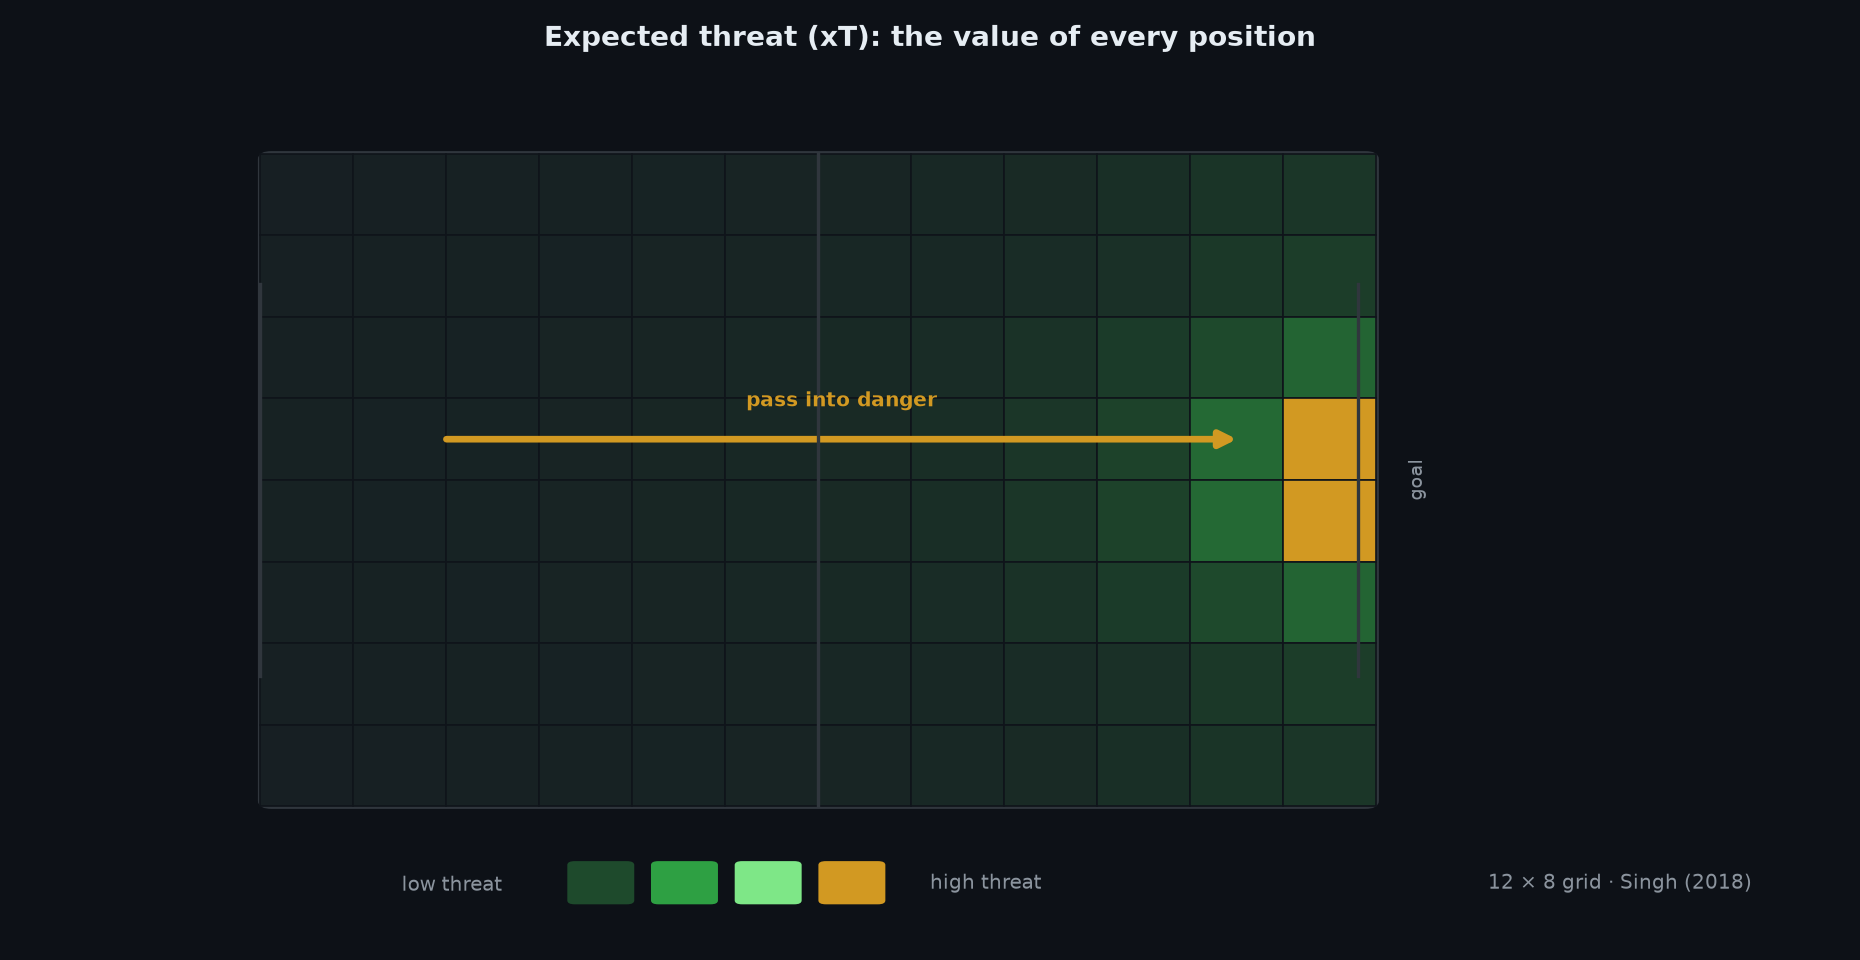 Expected threat (xT): the value of every position
pass into danger
goal
low threat
high threat
12 × 8 grid · Singh (2018)